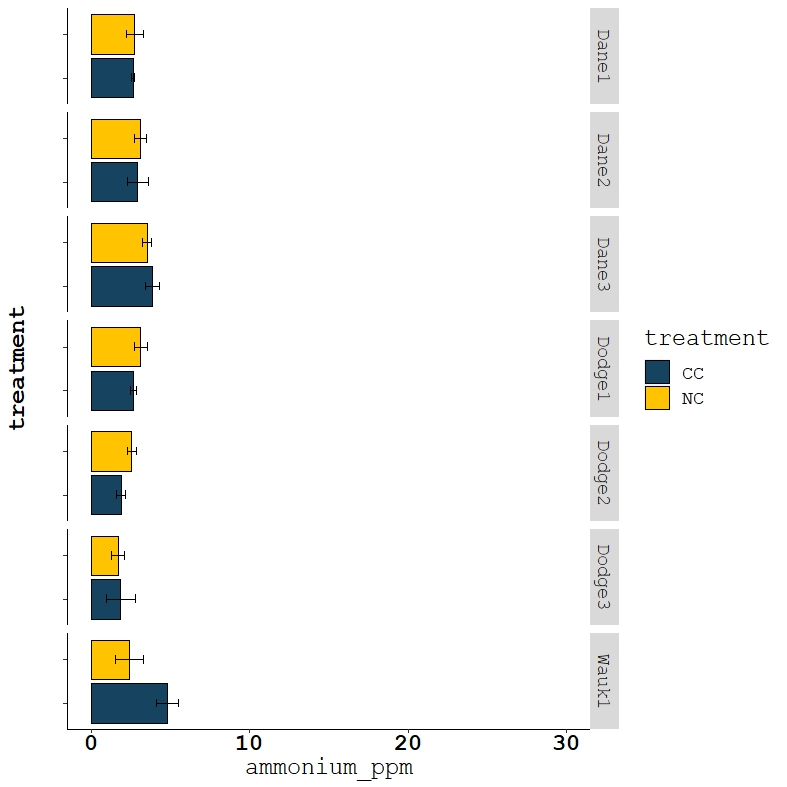 treatment
Dane1
Dane2
Dane3
Dodge1
Dodge2
Dodge3
Wauk1
0 10 20 30
ammonium_ppm
treatment
CC
NC